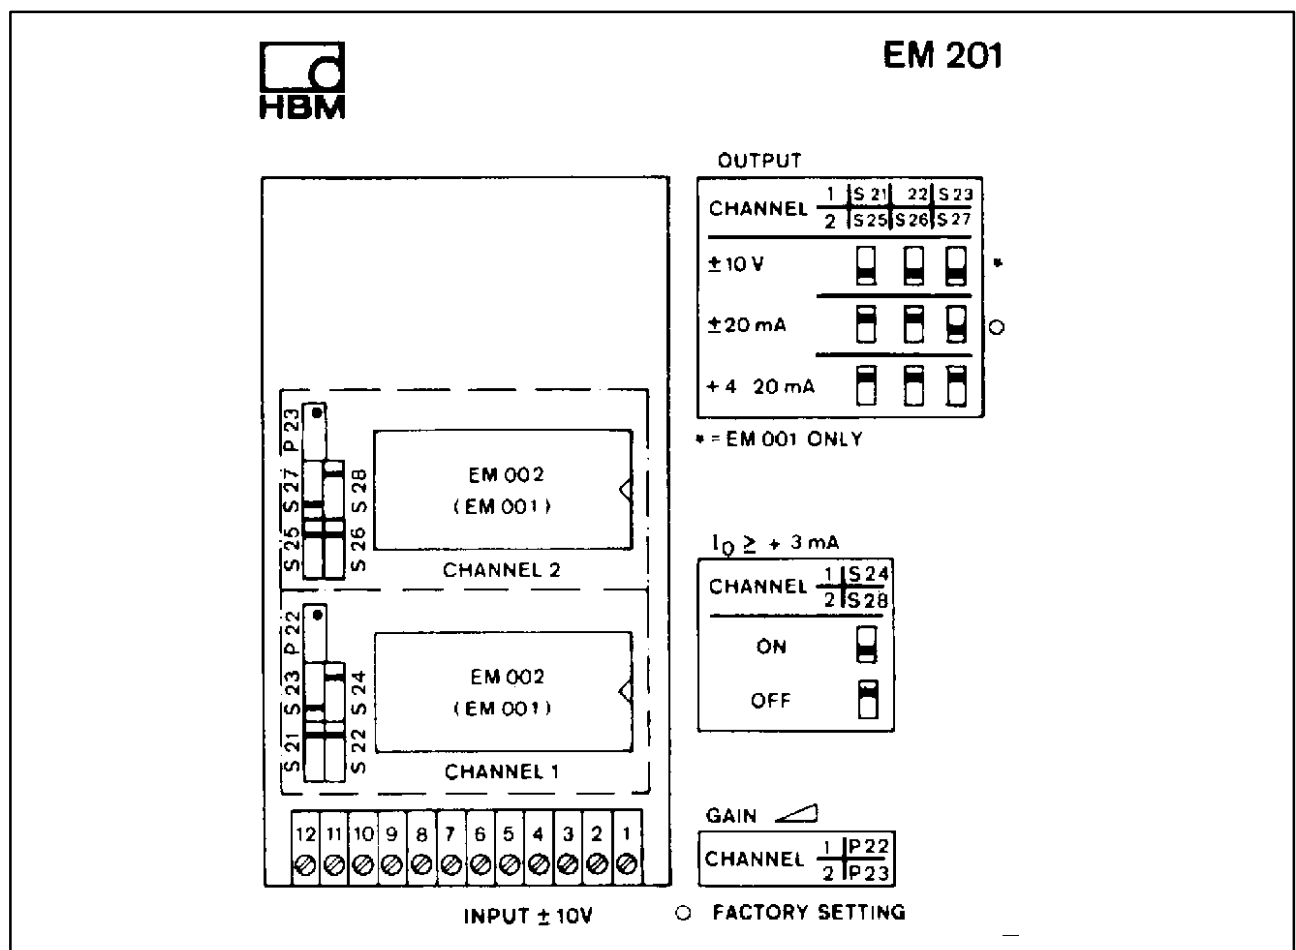 HBM
EM 201
OUTPUT
CHANNEL 1 S 21 22 S 23
2 S25 S26 S27
± 10 V *
± 20 mA ○
+ 4 20 mA
* = EM 001 ONLY
P 23
S 27 S 28
S 25 S 26
EM 002
(EM 001)
CHANNEL 2
P 22
S 23 S 24
S 21 S 22
EM 002
(EM 001)
CHANNEL 1
12 11 10 9 8 7 6 5 4 3 2 1
INPUT ± 10V
IQ ≥ + 3 mA
CHANNEL 1 S 24
2 S 28
ON
OFF
GAIN
CHANNEL 1 P22
2 P23
○ FACTORY SETTING